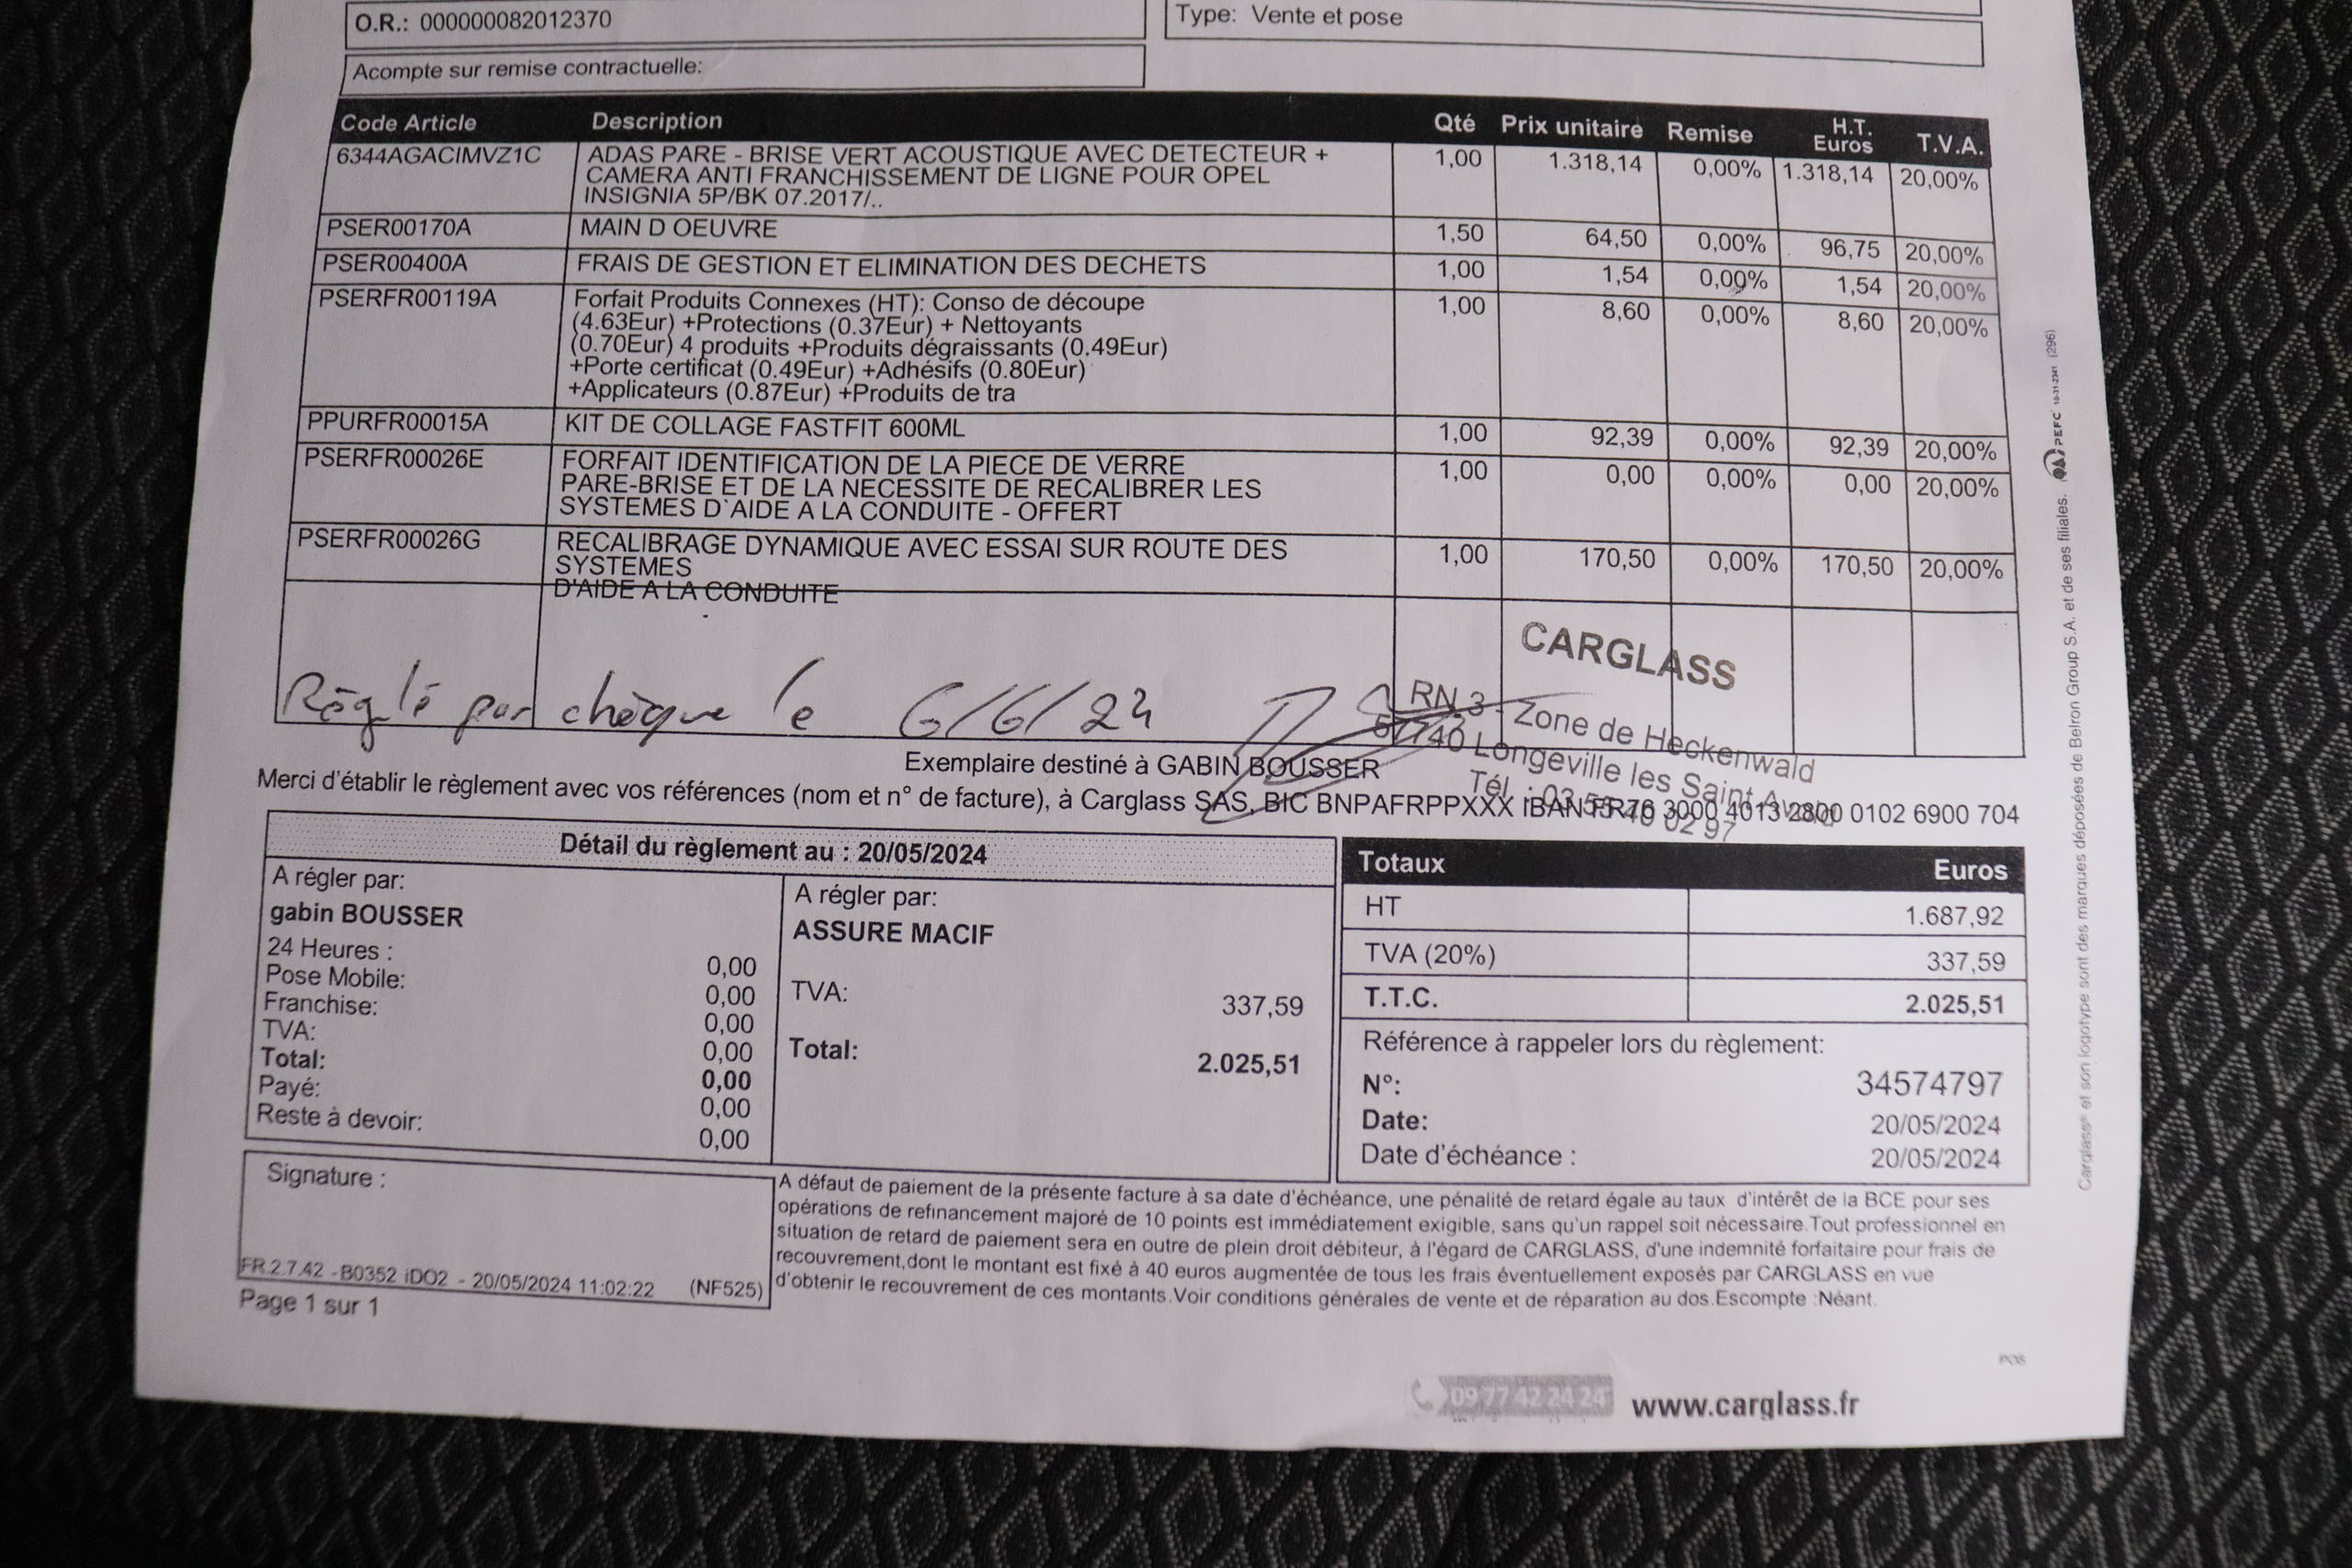 O.R.: 000000082012370
Type: Vente et pose
Acompte sur remise contractuelle:
Code Article Description Qté Prix unitaire Remise H.T. Euros T.V.A.
6344AGACIMVZ1C ADAS PARE - BRISE VERT ACOUSTIQUE AVEC DETECTEUR + 1,00 1.318,14 0,00% 1.318,14 20,00%
CAMERA ANTI FRANCHISSEMENT DE LIGNE POUR OPEL
INSIGNIA 5P/BK 07.2017/..
PSER00170A MAIN D OEUVRE 1,50 64,50 0,00% 96,75 20,00%
PSER00400A FRAIS DE GESTION ET ELIMINATION DES DECHETS 1,00 1,54 0,00% 1,54 20,00%
PSERFR00119A Forfait Produits Connexes (HT): Conso de découpe 1,00 8,60 0,00% 8,60 20,00%
(4.63Eur) +Protections (0.37Eur) + Nettoyants
(0.70Eur) 4 produits +Produits dégraissants (0.49Eur)
+Porte certificat (0.49Eur) +Adhésifs (0.80Eur)
+Applicateurs (0.87Eur) +Produits de tra
PPURFR00015A KIT DE COLLAGE FASTFIT 600ML 1,00 92,39 0,00% 92,39 20,00%
PSERFR00026E FORFAIT IDENTIFICATION DE LA PIECE DE VERRE 1,00 0,00 0,00% 0,00 20,00%
PARE-BRISE ET DE LA NECESSITE DE RECALIBRER LES
SYSTEMES D`AIDE A LA CONDUITE - OFFERT
PSERFR00026G RECALIBRAGE DYNAMIQUE AVEC ESSAI SUR ROUTE DES 1,00 170,50 0,00% 170,50 20,00%
SYSTEMES
D'AIDE A LA CONDUITE
CARGLASS
RN 3 - Zone de Heckenwald
57740 Longeville les Saint Avold
Tél. : 03 55 40 02 97
Réglé par chèque le 6/6/24
Exemplaire destiné à GABIN BOUSSER
Merci d'établir le règlement avec vos références (nom et n° de facture), à Carglass SAS, BIC BNPAFRPPXXX IBAN FR76 3000 4013 2800 0102 6900 704
Détail du règlement au : 20/05/2024
A régler par:
gabin BOUSSER
24 Heures : 0,00
Pose Mobile: 0,00
Franchise: 0,00
TVA: 0,00
Total: 0,00
Payé: 0,00
Reste à devoir: 0,00
A régler par:
ASSURE MACIF
TVA: 337,59
Total: 2.025,51
Totaux Euros
HT 1.687,92
TVA (20%) 337,59
T.T.C. 2.025,51
Référence à rappeler lors du règlement:
N°: 34574797
Date: 20/05/2024
Date d'échéance : 20/05/2024
Signature :
FR.2.7.42 -B0352 iDO2 - 20/05/2024 11:02:22 (NF525)
Page 1 sur 1
A défaut de paiement de la présente facture à sa date d'échéance, une pénalité de retard égale au taux d'intérêt de la BCE pour ses
opérations de refinancement majoré de 10 points est immédiatement exigible, sans qu'un rappel soit nécessaire.Tout professionnel en
situation de retard de paiement sera en outre de plein droit débiteur, à l'égard de CARGLASS, d'une indemnité forfaitaire pour frais de
recouvrement,dont le montant est fixé à 40 euros augmentée de tous les frais éventuellement exposés par CARGLASS en vue
d'obtenir le recouvrement de ces montants.Voir conditions générales de vente et de réparation au dos.Escompte :Néant.
POS
09 77 42 24 24
www.carglass.fr
Carglass® et son logotype sont des marques déposées de Belron Group S.A. et de ses filiales.
PEFC 10-31-2341 (296)